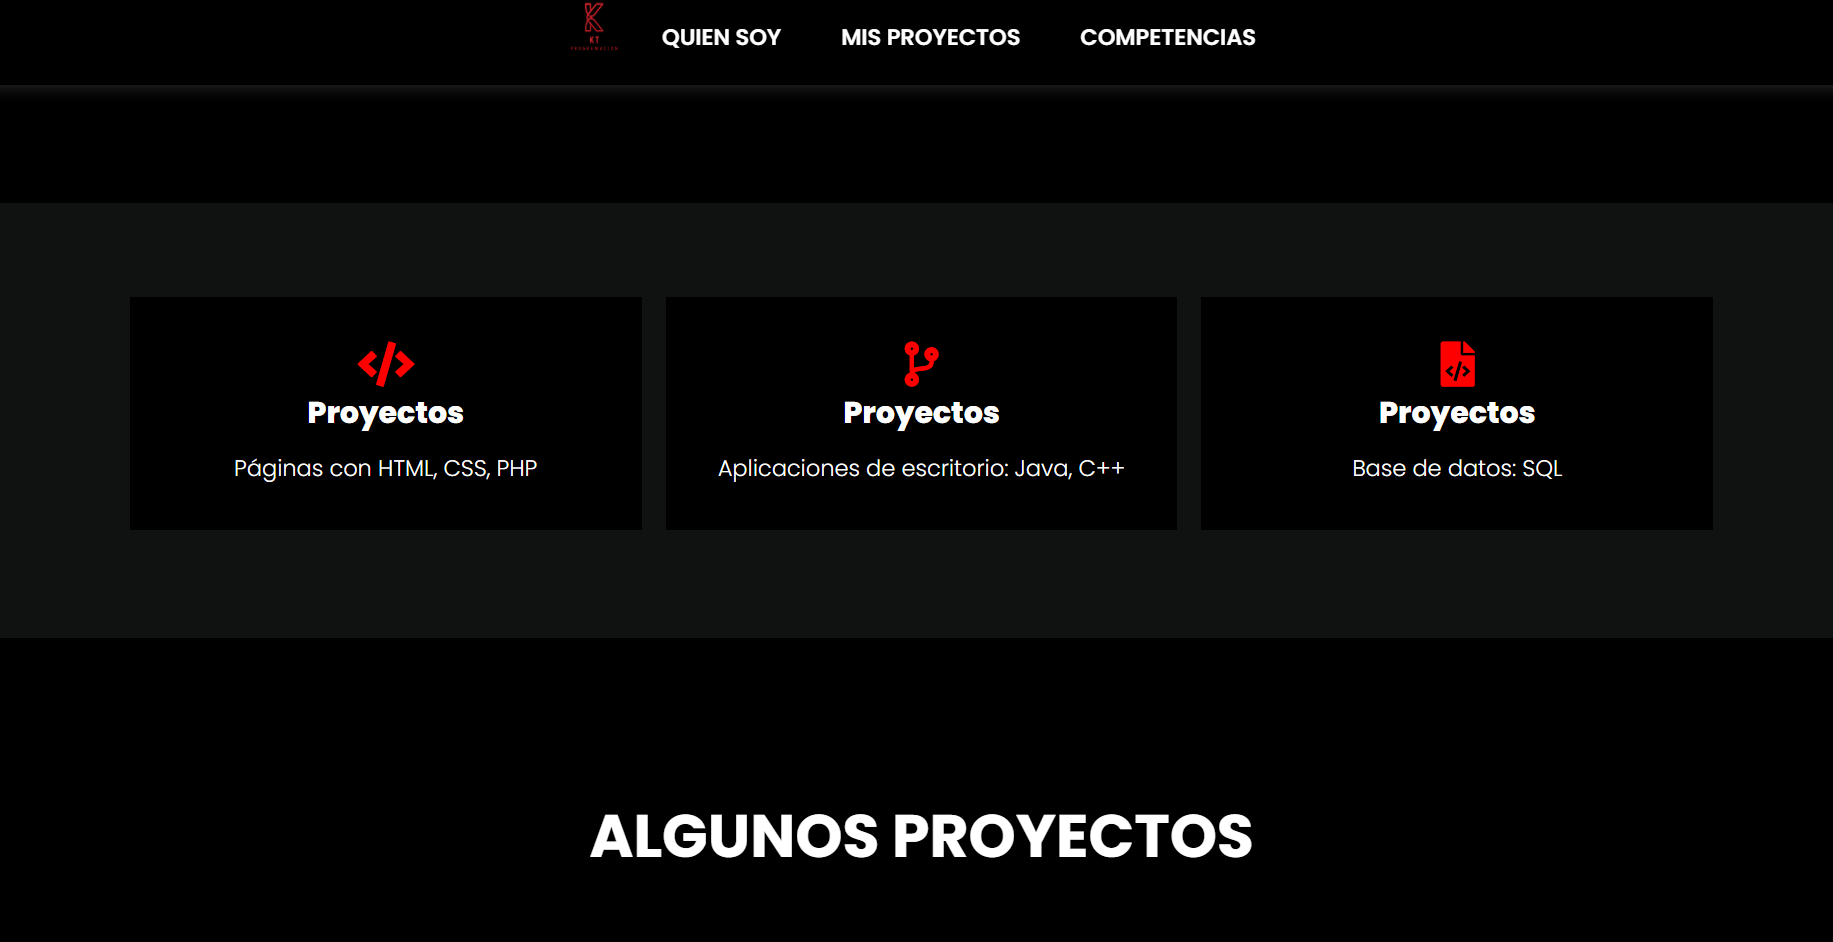 KT
PROGRAMACION
QUIEN SOY
MIS PROYECTOS
COMPETENCIAS
Proyectos
Páginas con HTML, CSS, PHP
Proyectos
Aplicaciones de escritorio: Java, C++
Proyectos
Base de datos: SQL
ALGUNOS PROYECTOS